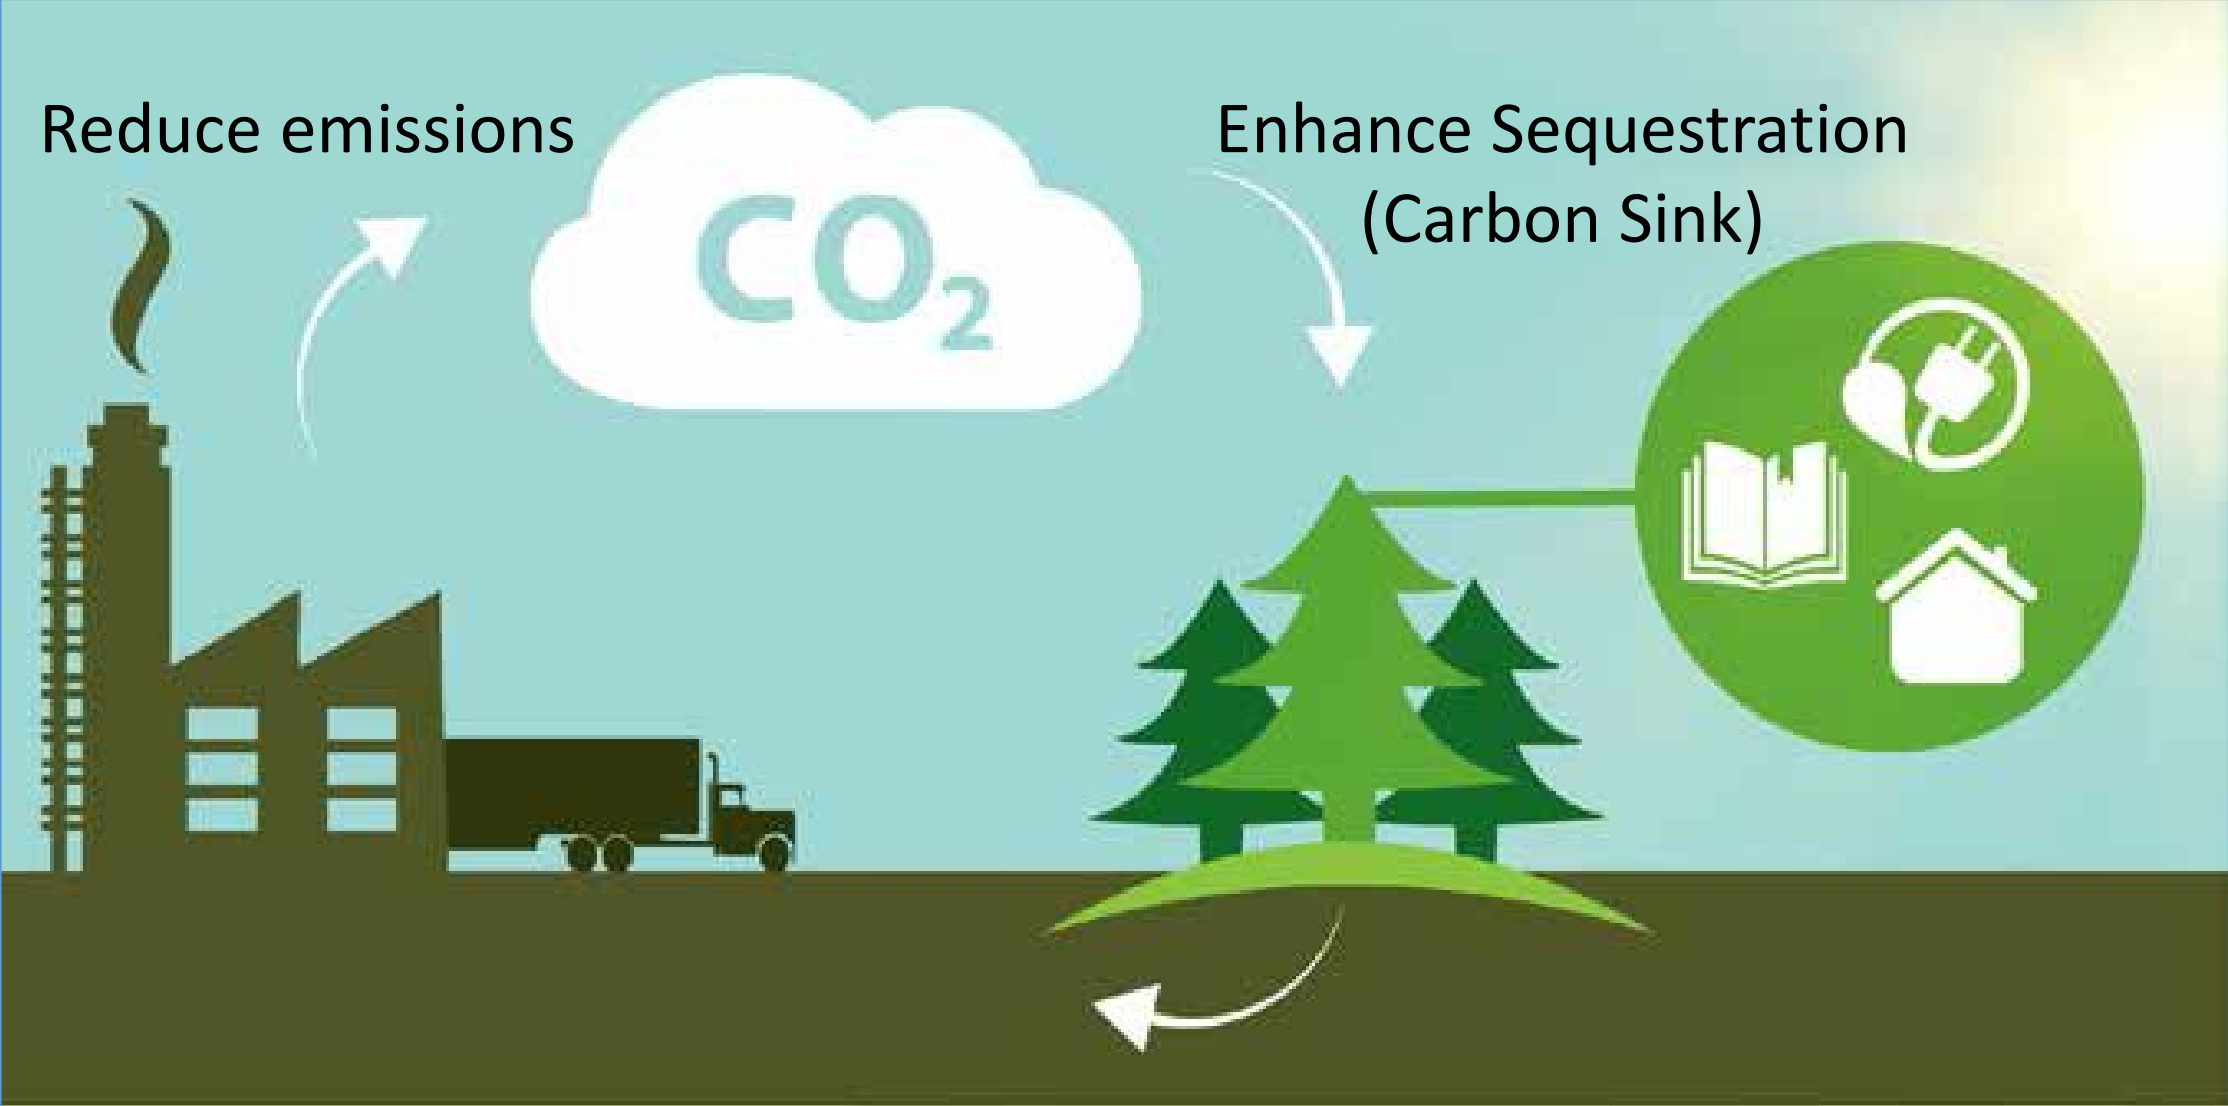 Reduce emissions
CO₂
Enhance Sequestration
(Carbon Sink)